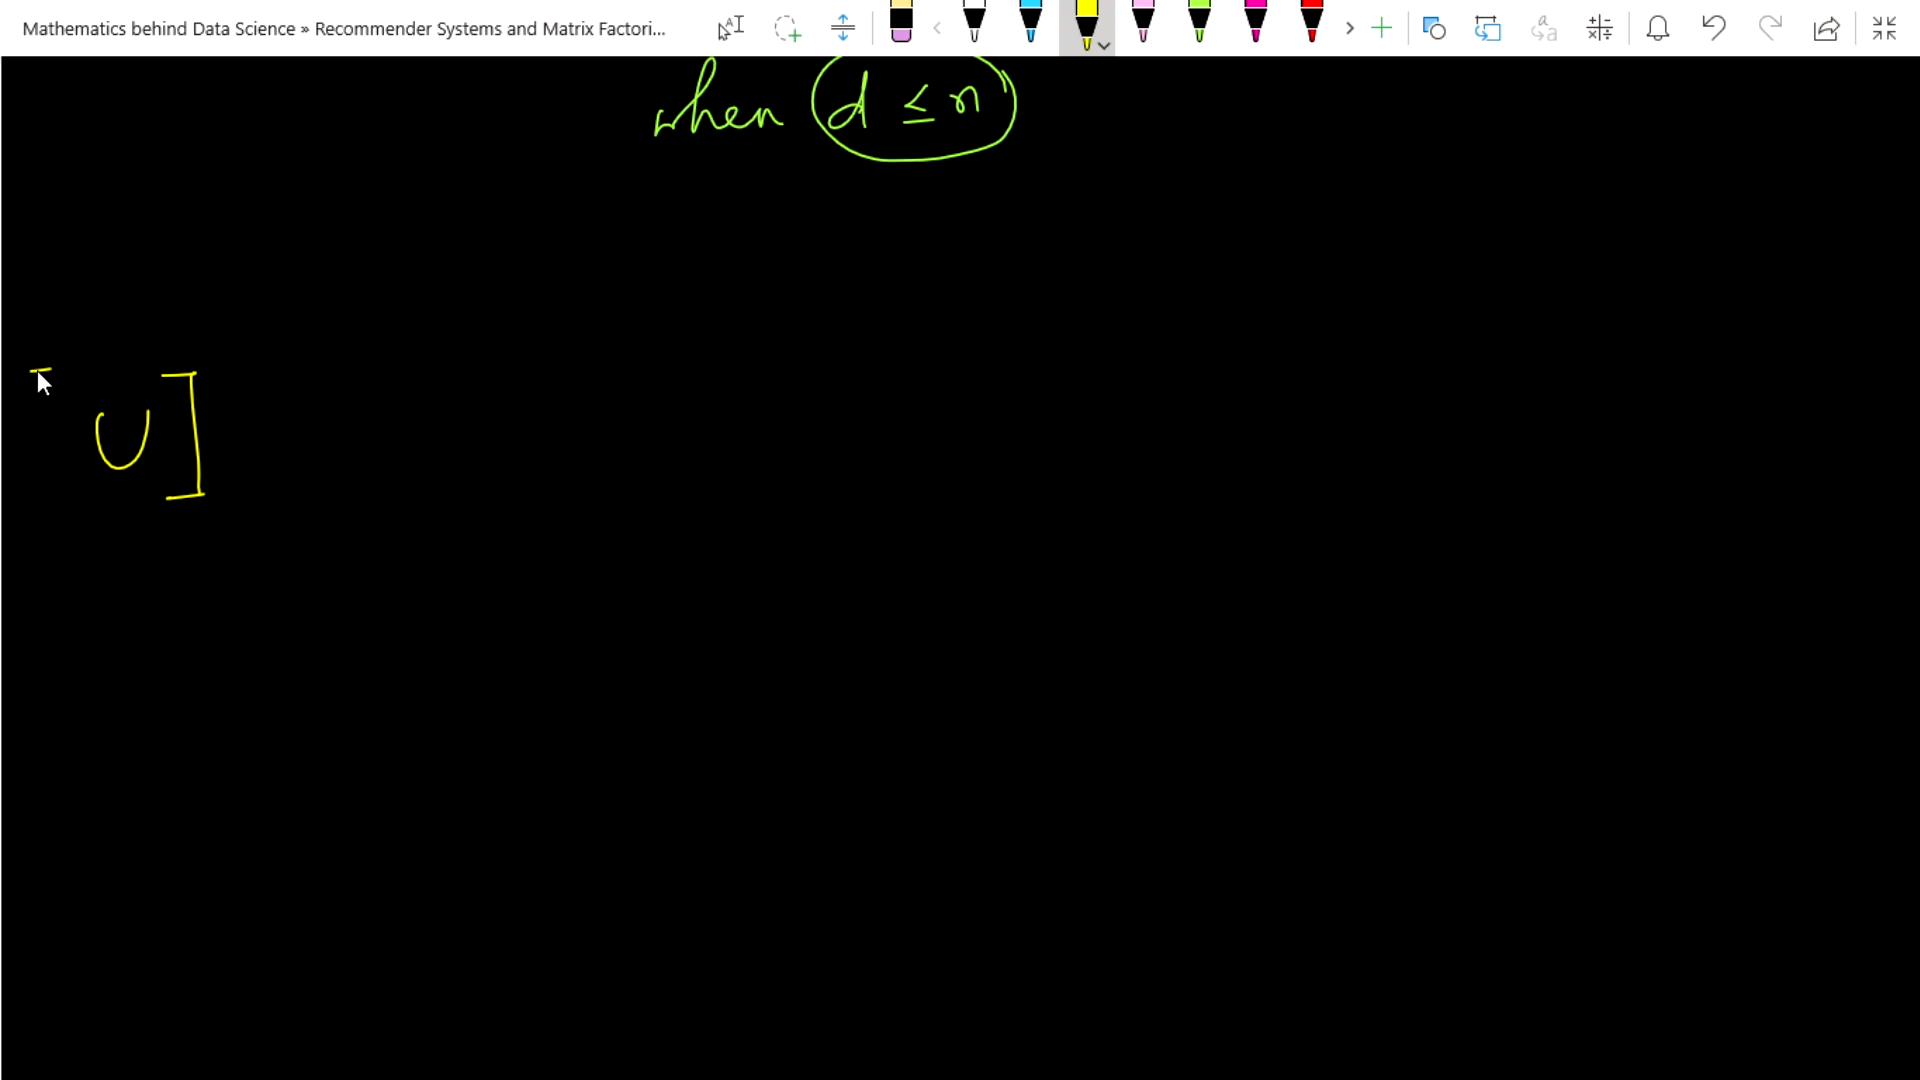 Mathematics behind Data Science » Recommender Systems and Matrix Factori...
when d ≤ n
U ]